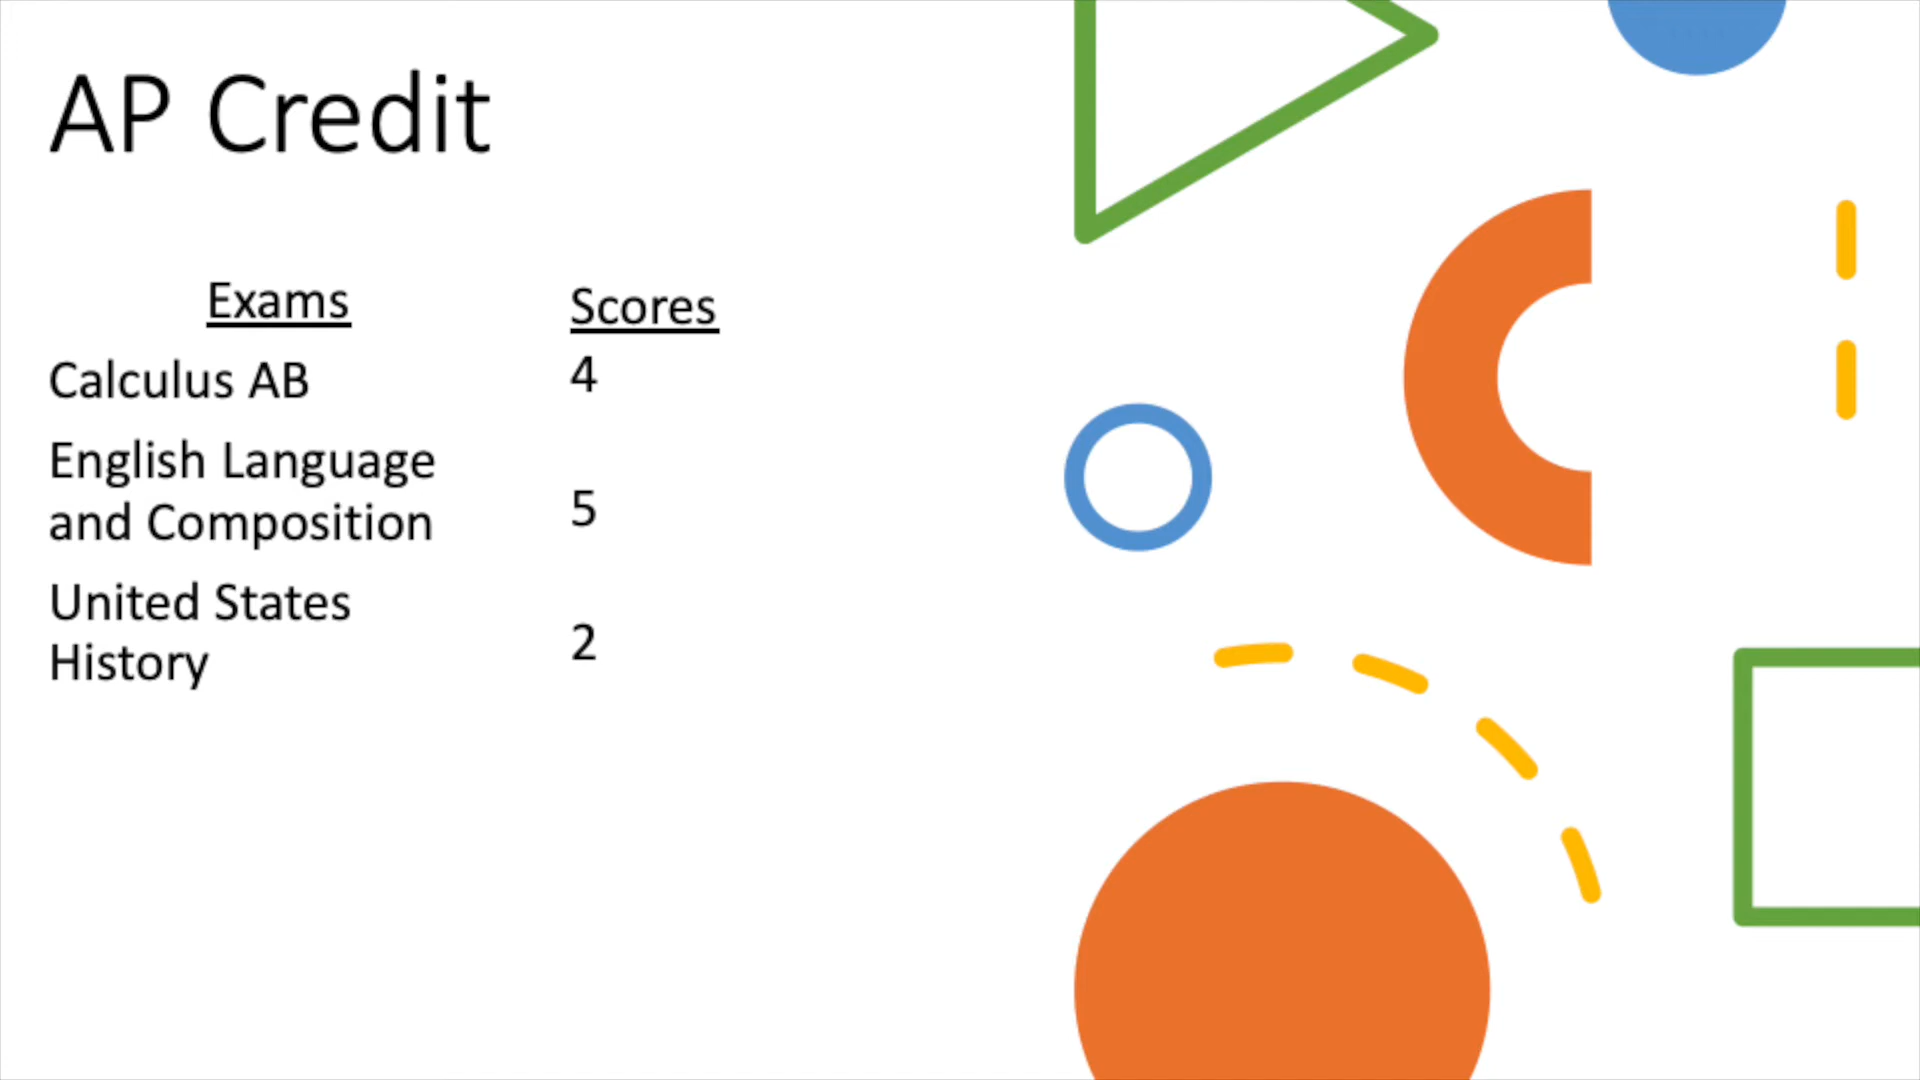 AP Credit
Exams
Scores
Calculus AB
4
English Language
and Composition
5
United States
History
2